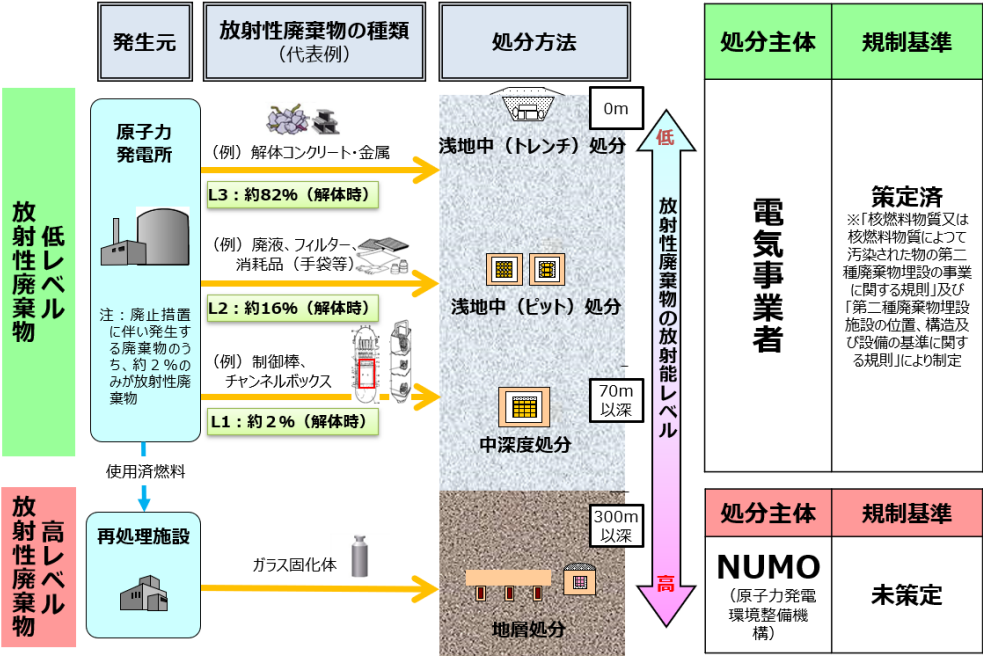 発生元
放射性廃棄物の種類
（代表例）
処分方法
処分主体
規制基準
低レベル
放射性廃棄物
原子力
発電所
注：廃止措置
に伴い発生す
る廃棄物のう
ち、約２%の
みが放射性廃
棄物
（例）解体コンクリート・金属
L3：約82%（解体時）
（例）廃液、フィルター、
消耗品（手袋等）
L2：約16%（解体時）
（例）制御棒、
チャンネルボックス
L1：約２%（解体時）
0m
浅地中（トレンチ）処分
浅地中（ピット）処分
70m
以深
中深度処分
低
放射性廃棄物の放射能レベル
高
電気事業者
策定済
※「核燃料物質又は
核燃料物質によつて
汚染された物の第二
種廃棄物埋設の事業
に関する規則」及び
「第二種廃棄物埋設
施設の位置、構造及
び設備の基準に関す
る規則」により制定
使用済燃料
高レベル
放射性廃棄物
再処理施設
ガラス固化体
300m
以深
地層処分
処分主体
規制基準
NUMO
（原子力発電
環境整備機
構）
未策定